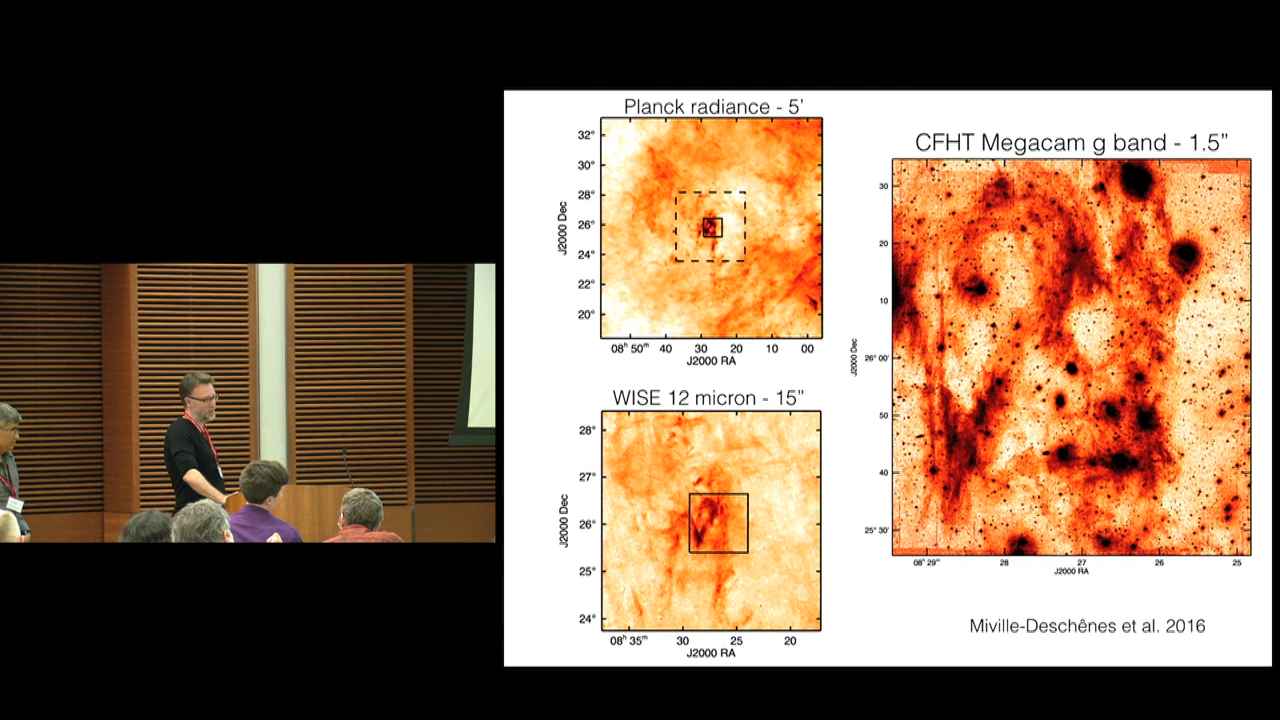 Planck radiance - 5’
32°
30°
28°
26°
24°
22°
20°
J2000 Dec
08ʰ 50ᵐ 40 30 20 10 00
J2000 RA
WISE 12 micron - 15”
28°
27°
26°
25°
24°
J2000 Dec
08ʰ 35ᵐ 30 25 20
J2000 RA
CFHT Megacam g band - 1.5”
30
20
10
26° 00'
50
40
25° 30'
J2000 Dec
08ʰ 29ᵐ 28 27 26 25
J2000 RA
Miville-Deschênes et al. 2016